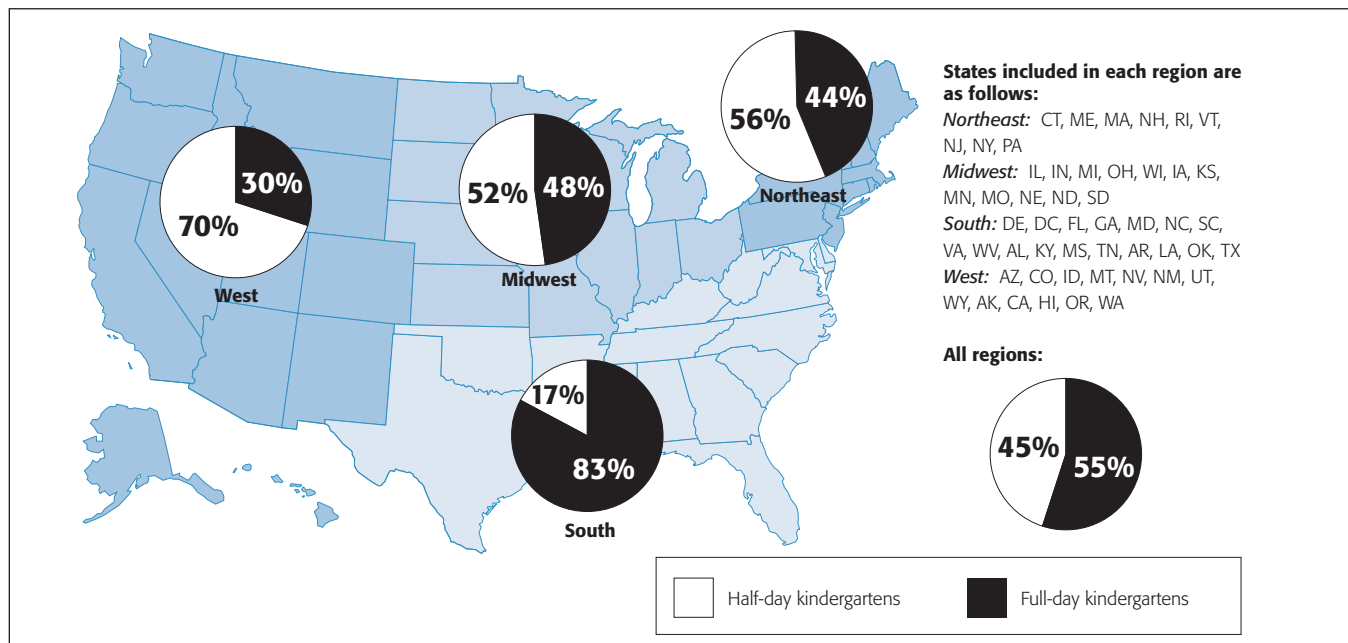 44%
56%
Northeast
30%
70%
West
52%
48%
Midwest
17%
83%
South
States included in each region are
as follows:
Northeast: CT, ME, MA, NH, RI, VT,
NJ, NY, PA
Midwest: IL, IN, MI, OH, WI, IA, KS,
MN, MO, NE, ND, SD
South: DE, DC, FL, GA, MD, NC, SC,
VA, WV, AL, KY, MS, TN, AR, LA, OK, TX
West: AZ, CO, ID, MT, NV, NM, UT,
WY, AK, CA, HI, OR, WA
All regions:
45%
55%
Half-day kindergartens
Full-day kindergartens